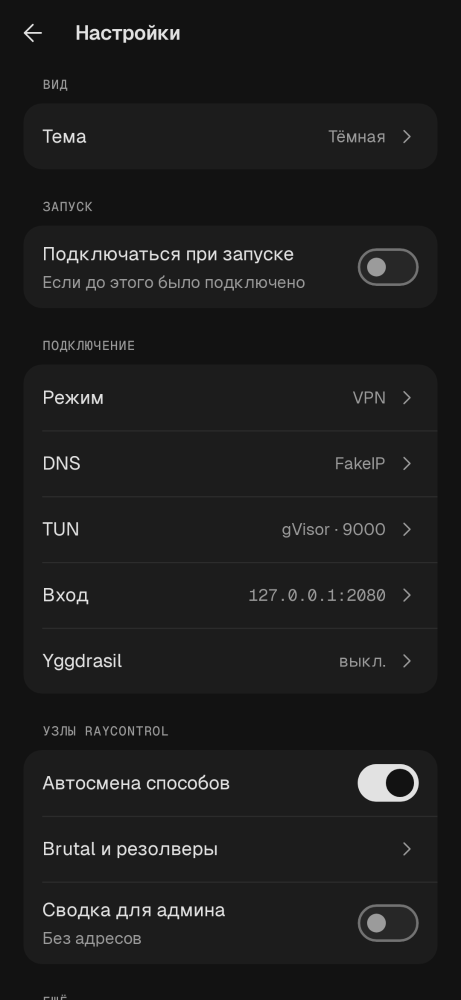 Настройки
ВИД
Тема
Тёмная
ЗАПУСК
Подключаться при запуске
Если до этого было подключено
ПОДКЛЮЧЕНИЕ
Режим
VPN
DNS
FakeIP
TUN
gVisor · 9000
Вход
127.0.0.1:2080
Yggdrasil
выкл.
УЗЛЫ RAYCONTROL
Автосмена способов
Brutal и резолверы
Сводка для админа
Без адресов
ЕЩЁ